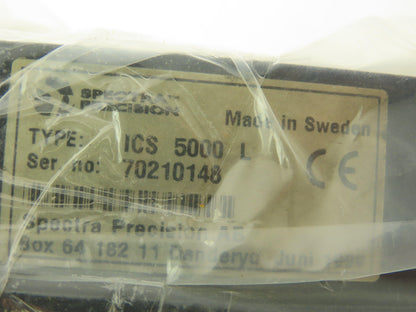 SPECTRA
PRECISION
Made in Sweden
TYPE: ICS 5000 L
Ser no: 70210148
CE
Spectra Precision AB
Box 64 182 11 Danderyd Juni